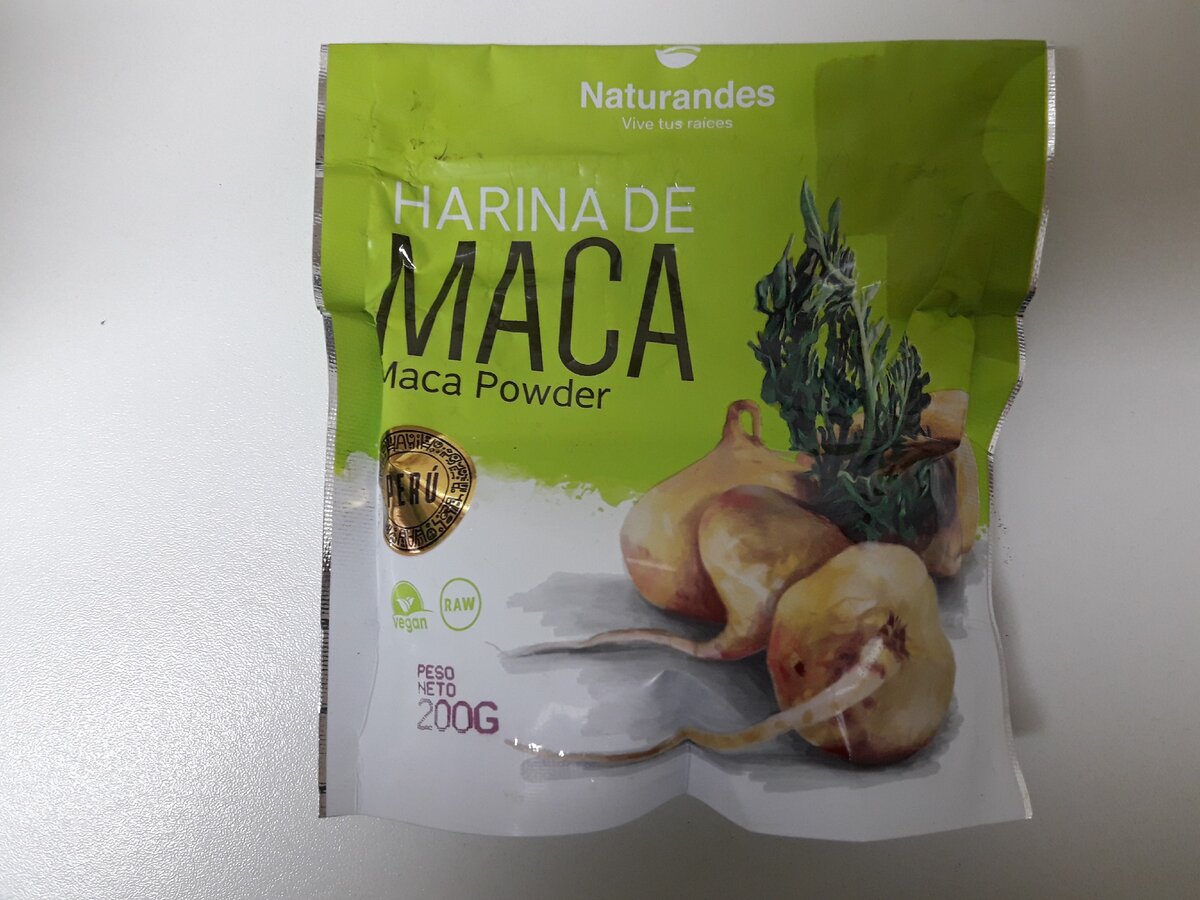 Naturandes
Vive tus raíces
HARINA DE
MACA
Maca Powder
PERÚ
vegan
RAW
PESO
NETO
200G